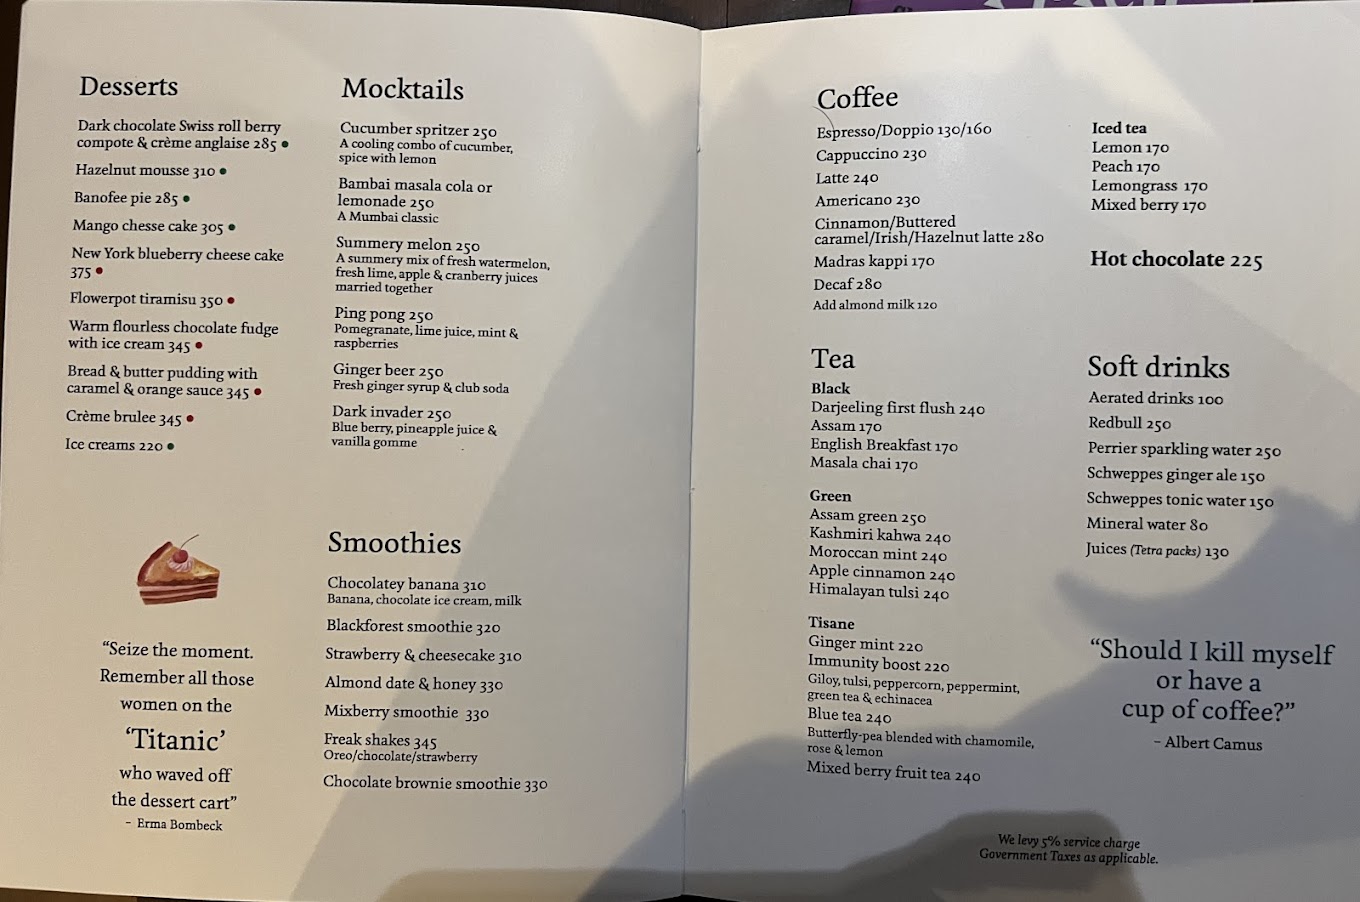 Desserts
Dark chocolate Swiss roll berry
compote & crème anglaise 285
Hazelnut mousse 310
Banofee pie 285
Mango chesse cake 305
New York blueberry cheese cake
375
Flowerpot tiramisu 350
Warm flourless chocolate fudge
with ice cream 345
Bread & butter pudding with
caramel & orange sauce 345
Crème brulee 345
Ice creams 220
“Seize the moment.
Remember all those
women on the
‘Titanic’
who waved off
the dessert cart”
– Erma Bombeck
Mocktails
Cucumber spritzer 250
A cooling combo of cucumber,
spice with lemon
Bambai masala cola or
lemonade 250
A Mumbai classic
Summery melon 250
A summery mix of fresh watermelon,
fresh lime, apple & cranberry juices
married together
Ping pong 250
Pomegranate, lime juice, mint &
raspberries
Ginger beer 250
Fresh ginger syrup & club soda
Dark invader 250
Blue berry, pineapple juice &
vanilla gomme
Smoothies
Chocolatey banana 310
Banana, chocolate ice cream, milk
Blackforest smoothie 320
Strawberry & cheesecake 310
Almond date & honey 330
Mixberry smoothie 330
Freak shakes 345
Oreo/chocolate/strawberry
Chocolate brownie smoothie 330
Coffee
Espresso/Doppio 130/160
Cappuccino 230
Latte 240
Americano 230
Cinnamon/Buttered
caramel/Irish/Hazelnut latte 280
Madras kappi 170
Decaf 280
Add almond milk 120
Tea
Black
Darjeeling first flush 240
Assam 170
English Breakfast 170
Masala chai 170
Green
Assam green 250
Kashmiri kahwa 240
Moroccan mint 240
Apple cinnamon 240
Himalayan tulsi 240
Tisane
Ginger mint 220
Immunity boost 220
Giloy, tulsi, peppercorn, peppermint,
green tea & echinacea
Blue tea 240
Butterfly-pea blended with chamomile,
rose & lemon
Mixed berry fruit tea 240
Iced tea
Lemon 170
Peach 170
Lemongrass 170
Mixed berry 170
Hot chocolate 225
Soft drinks
Aerated drinks 100
Redbull 250
Perrier sparkling water 250
Schweppes ginger ale 150
Schweppes tonic water 150
Mineral water 80
Juices (Tetra packs) 130
“Should I kill myself
or have a
cup of coffee?”
– Albert Camus
We levy 5% service charge
Government Taxes as applicable.